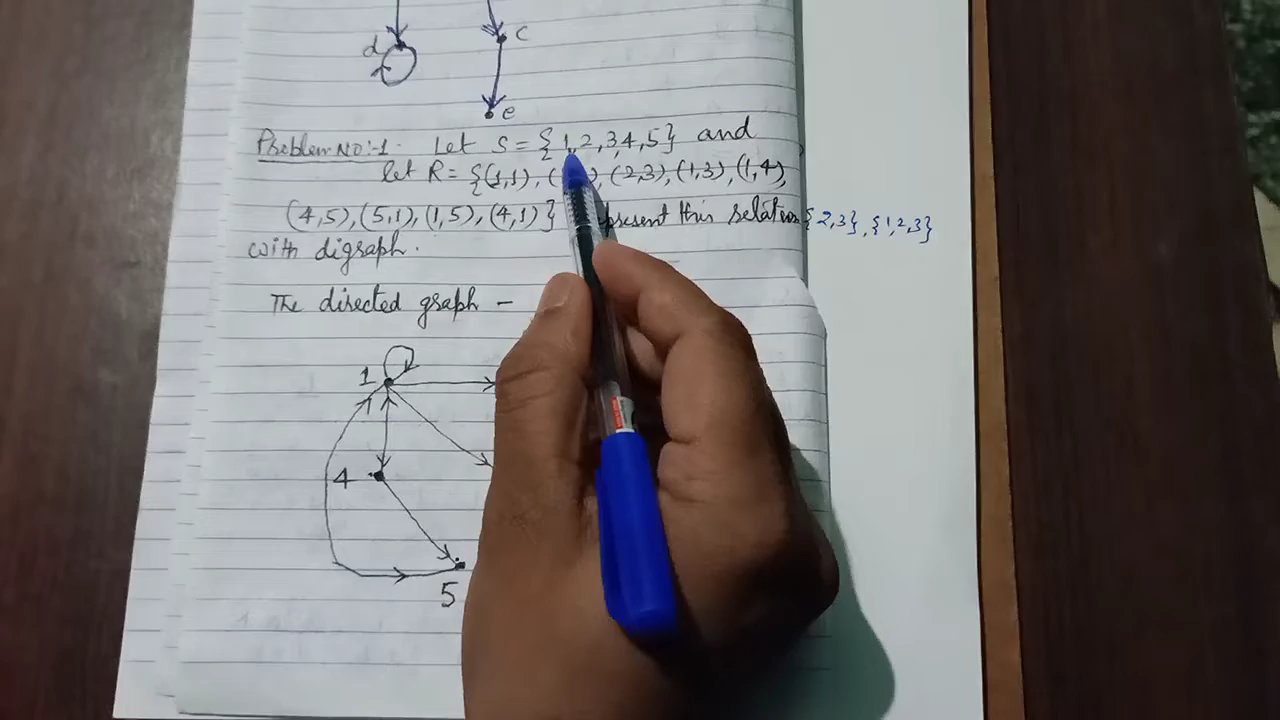 d
c
e
Problem NO:-1. Let S = {1,2,3,4,5} and
let R = {(1,1), ( ), (2,3), (1,3), (1,4),
(4,5), (5,1), (1,5), (4,1)} present this relation {2,3}, {1,2,3}
with digraph.
The directed graph —
1
4
5